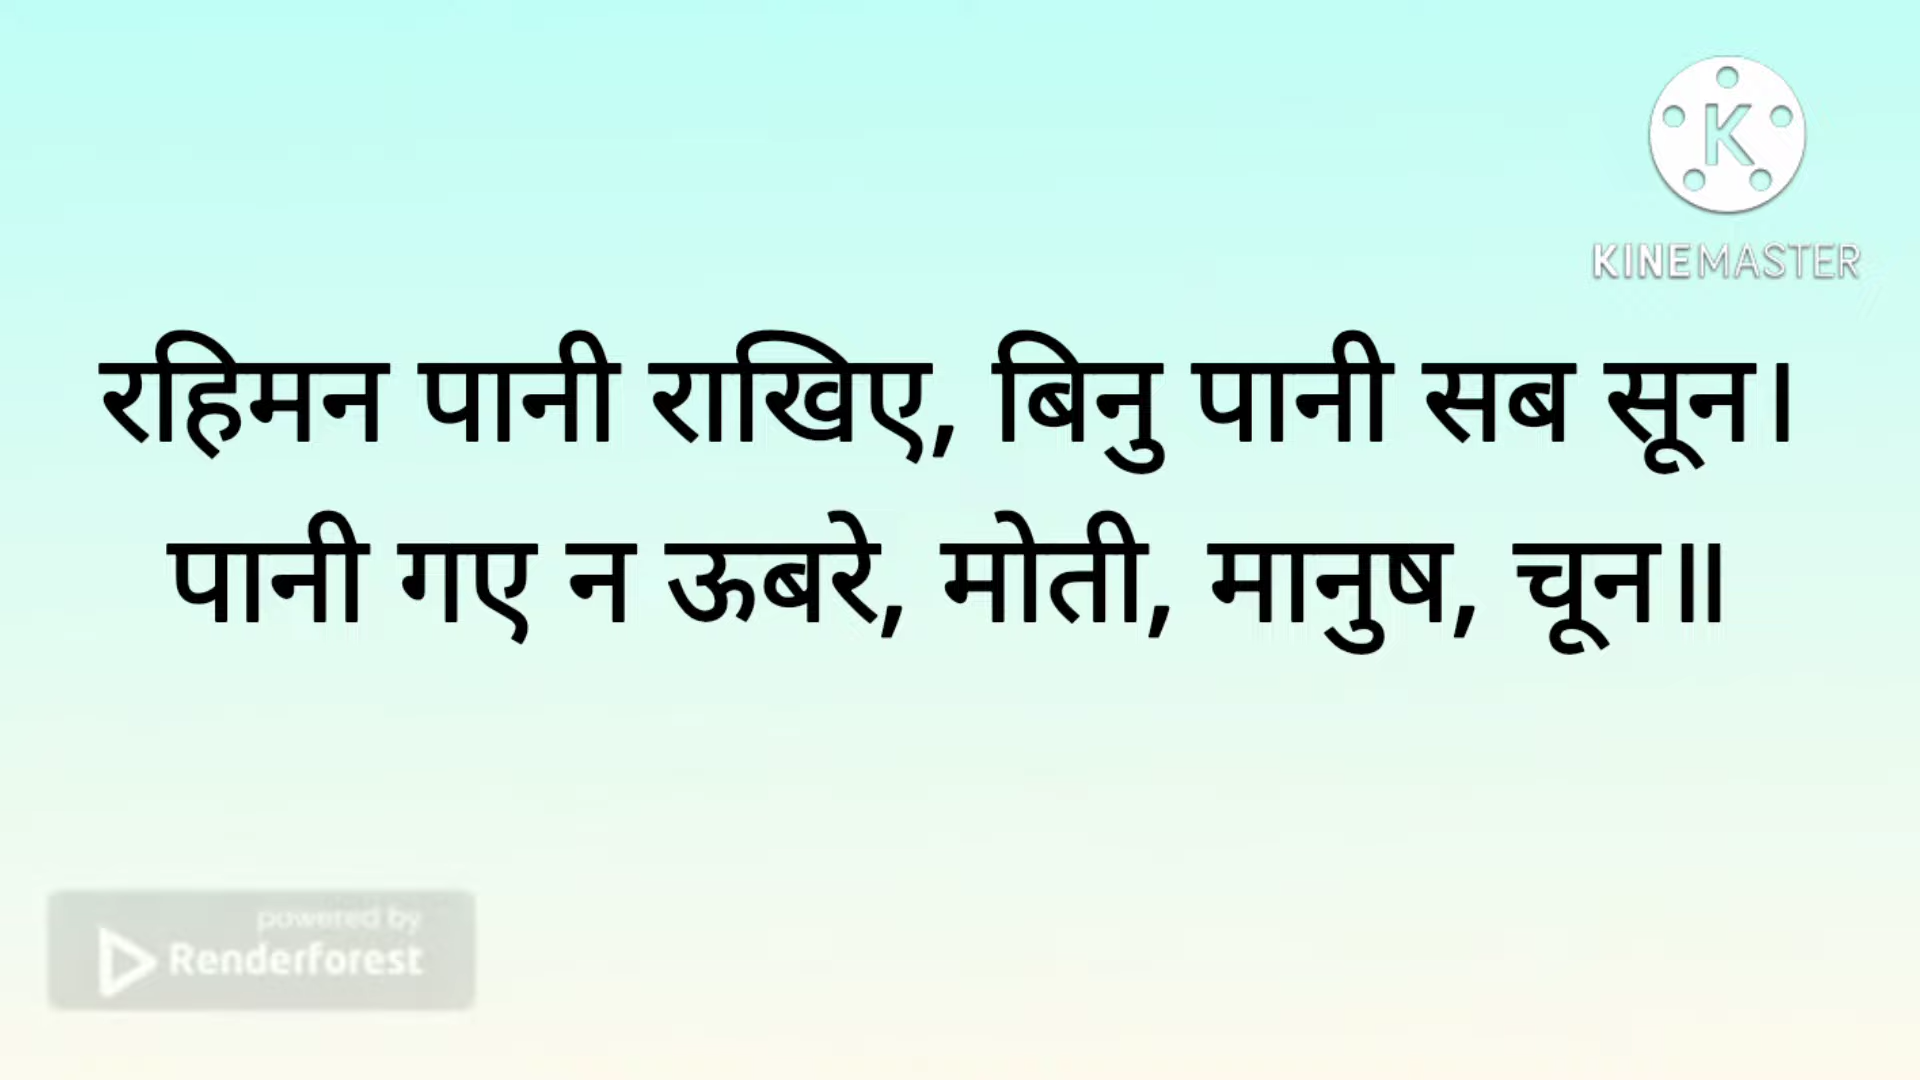 KINEMASTER
रहिमन पानी राखिए, बिनु पानी सब सून।
पानी गए न ऊबरे, मोती, मानुष, चून॥
powered by
Renderforest